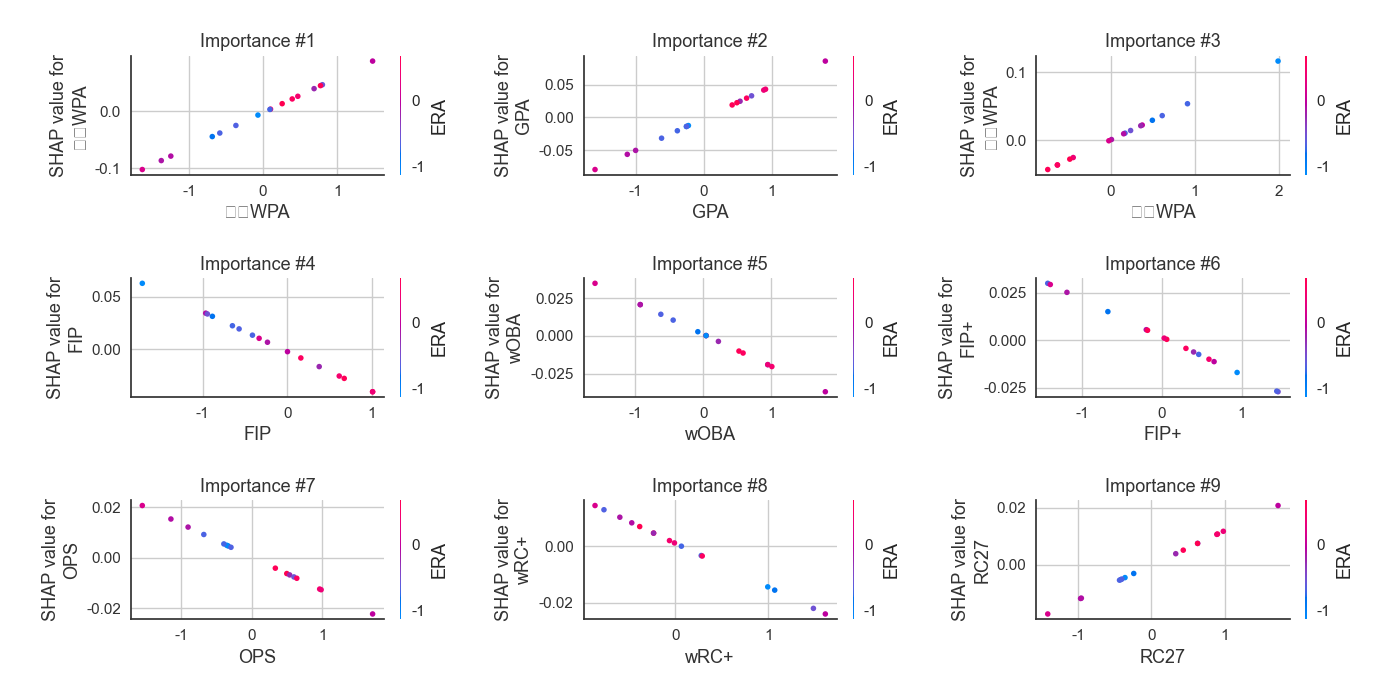 Importance #1
SHAP value for
WPA
0.0
-0.1
-1
0
1
WPA
0
-1
ERA
Importance #2
SHAP value for
GPA
0.05
0.00
-0.05
-1
0
1
GPA
0
-1
ERA
Importance #3
SHAP value for
WPA
0.1
0.0
0
1
2
WPA
0
-1
ERA
Importance #4
SHAP value for
FIP
0.05
0.00
-1
0
1
FIP
0
-1
ERA
Importance #5
SHAP value for
wOBA
0.025
0.000
-0.025
-1
0
1
wOBA
0
-1
ERA
Importance #6
SHAP value for
FIP+
0.025
0.000
-0.025
-1
0
1
FIP+
0
-1
ERA
Importance #7
SHAP value for
OPS
0.02
0.00
-0.02
-1
0
1
OPS
0
-1
ERA
Importance #8
SHAP value for
wRC+
0.00
-0.02
0
1
wRC+
0
-1
ERA
Importance #9
SHAP value for
RC27
0.02
0.00
-1
0
1
RC27
0
-1
ERA